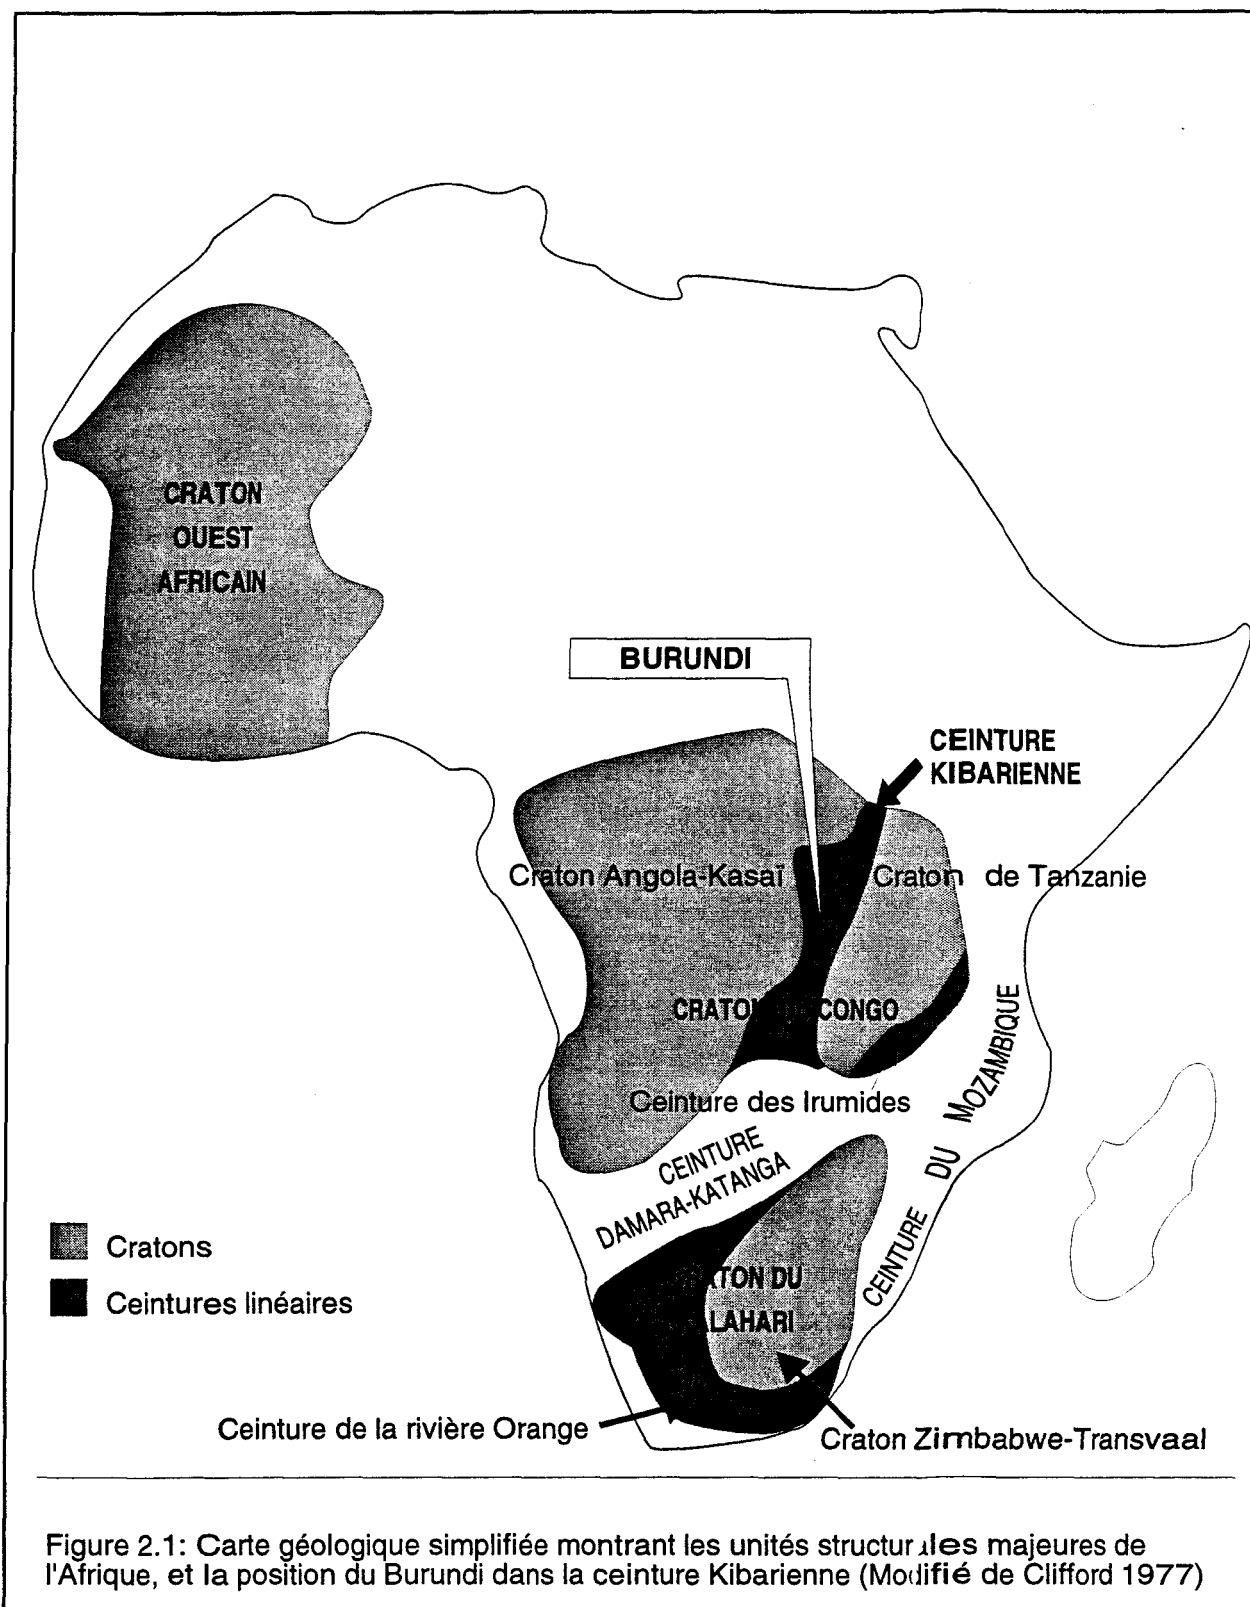 CRATON
OUEST
AFRICAIN
BURUNDI
CEINTURE
KIBARIENNE
Craton Angola-Kasaï
Craton de Tanzanie
CONGO
Ceinture des Irumides
CEINTURE
DAMARA-KATANGA
CEINTURE DU MOZAMBIQUE
Cratons
Ceintures linéaires
DU
Ceinture de la rivière Orange
Craton Zimbabwe-Transvaal
Figure 2.1: Carte géologique simplifiée montrant les unités structurales majeures de
l'Afrique, et la position du Burundi dans la ceinture Kibarienne (Modifié de Clifford 1977)